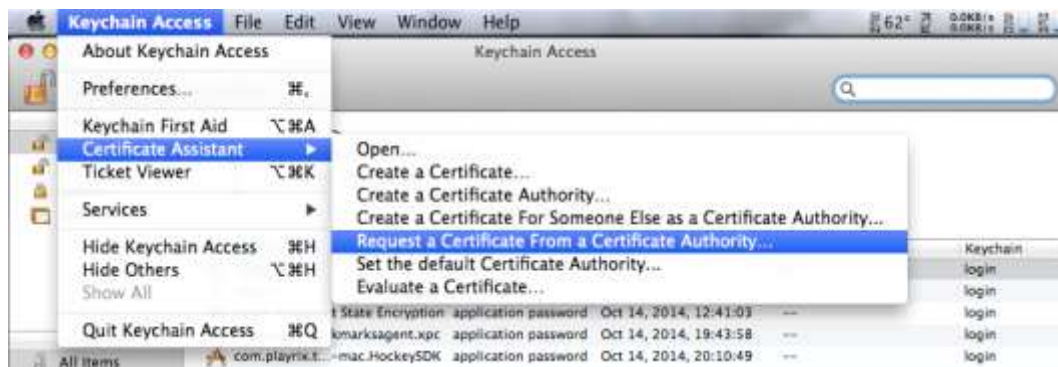 Keychain Access File Edit View Window Help 62°
0.0KB/s
0.0KB/s
Keychain Access
About Keychain Access
Preferences... ⌘,
Keychain First Aid ⌥⌘A
Certificate Assistant ▶
Ticket Viewer ⌥⌘K
Services ▶
Hide Keychain Access ⌘H
Hide Others ⌥⌘H
Show All
Quit Keychain Access ⌘Q
Open...
Create a Certificate...
Create a Certificate Authority...
Create a Certificate For Someone Else as a Certificate Authority...
Request a Certificate From a Certificate Authority...
Set the default Certificate Authority...
Evaluate a Certificate...
Keychain
login
login
t State Encryption application password Oct 14, 2014, 12:41:03 -- login
kmarksagent.xpc application password Oct 14, 2014, 19:43:58 -- login
com.playrix.t...-mac.HockeySDK application password Oct 14, 2014, 20:10:49 -- login
All Items